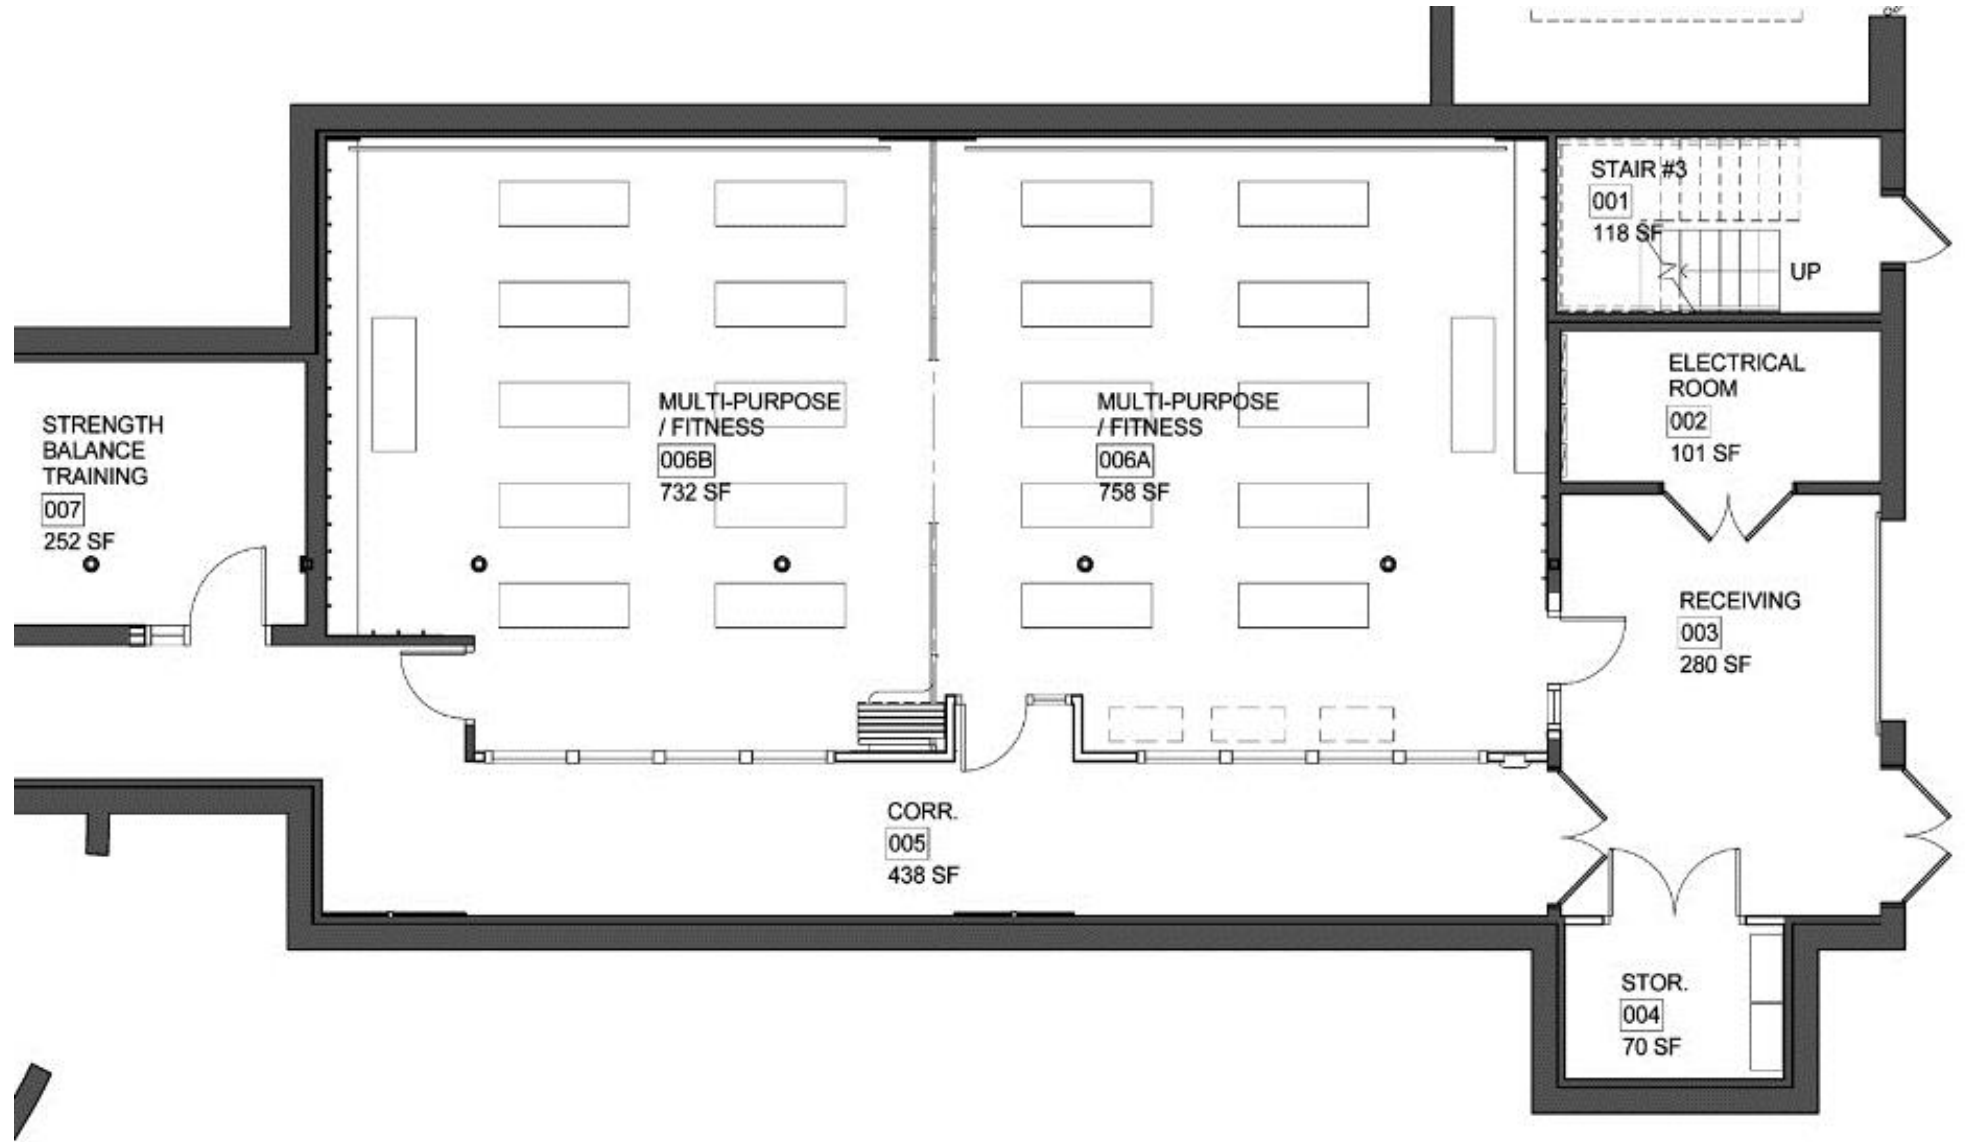 STAIR #3
001
118 SF
UP
ELECTRICAL
ROOM
002
101 SF
STRENGTH
BALANCE
TRAINING
007
252 SF
MULTI-PURPOSE
/ FITNESS
006B
732 SF
MULTI-PURPOSE
/ FITNESS
006A
758 SF
RECEIVING
003
280 SF
CORR.
005
438 SF
STOR.
004
70 SF